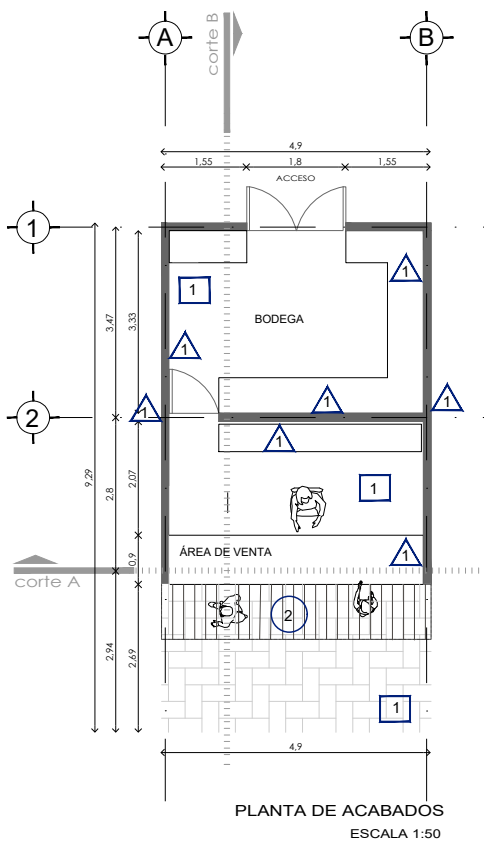 A
B
corte B
4,9
1,55
1,8
1,55
ACCESO
1
1
1
BODEGA
3,47
3,33
1
1
1
1
2
1
9,29
2,8
2,07
1
ÁREA DE VENTA
1
0,9
corte A
2
2,94
2,69
1
4,9
PLANTA DE ACABADOS
ESCALA 1:50